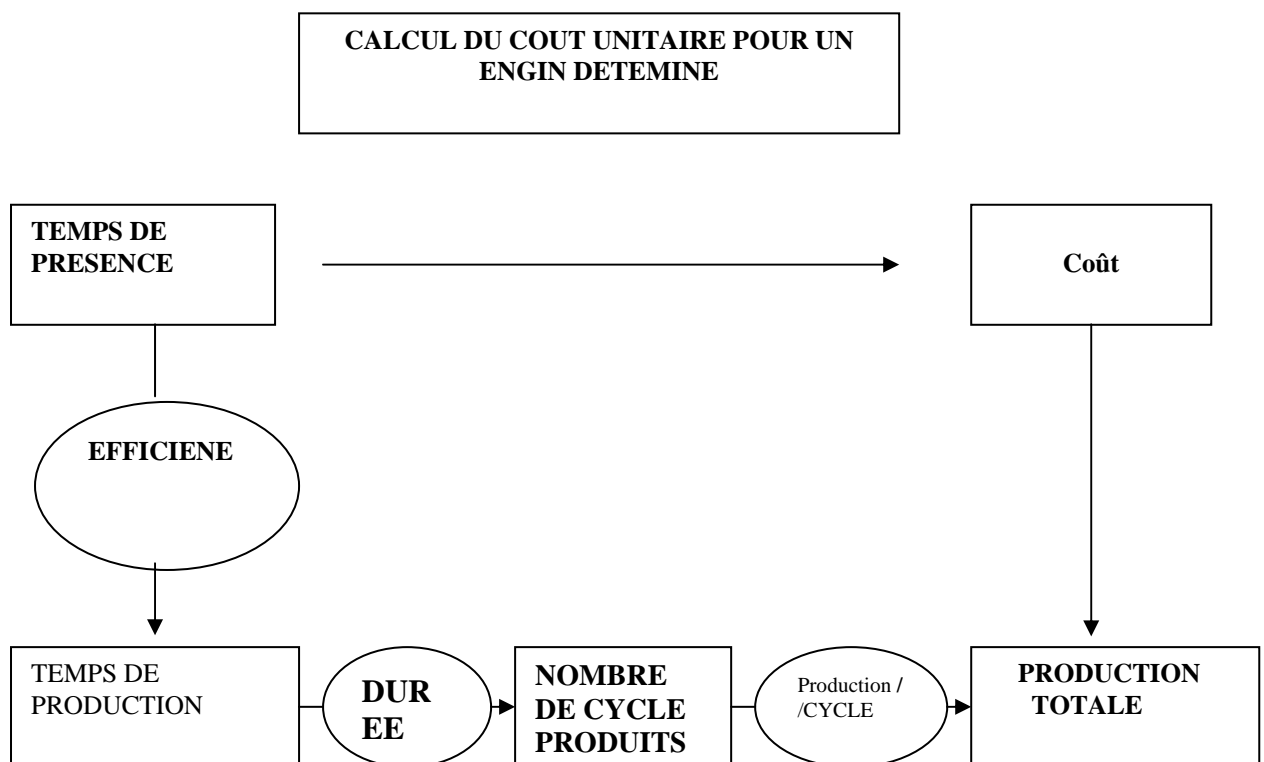 CALCUL DU COUT UNITAIRE POUR UN
ENGIN DETEMINE
TEMPS DE
PRESENCE
Coût
EFFICIENE
TEMPS DE
PRODUCTION
DUR
EE
NOMBRE
DE CYCLE
PRODUITS
Production /
/CYCLE
PRODUCTION
TOTALE